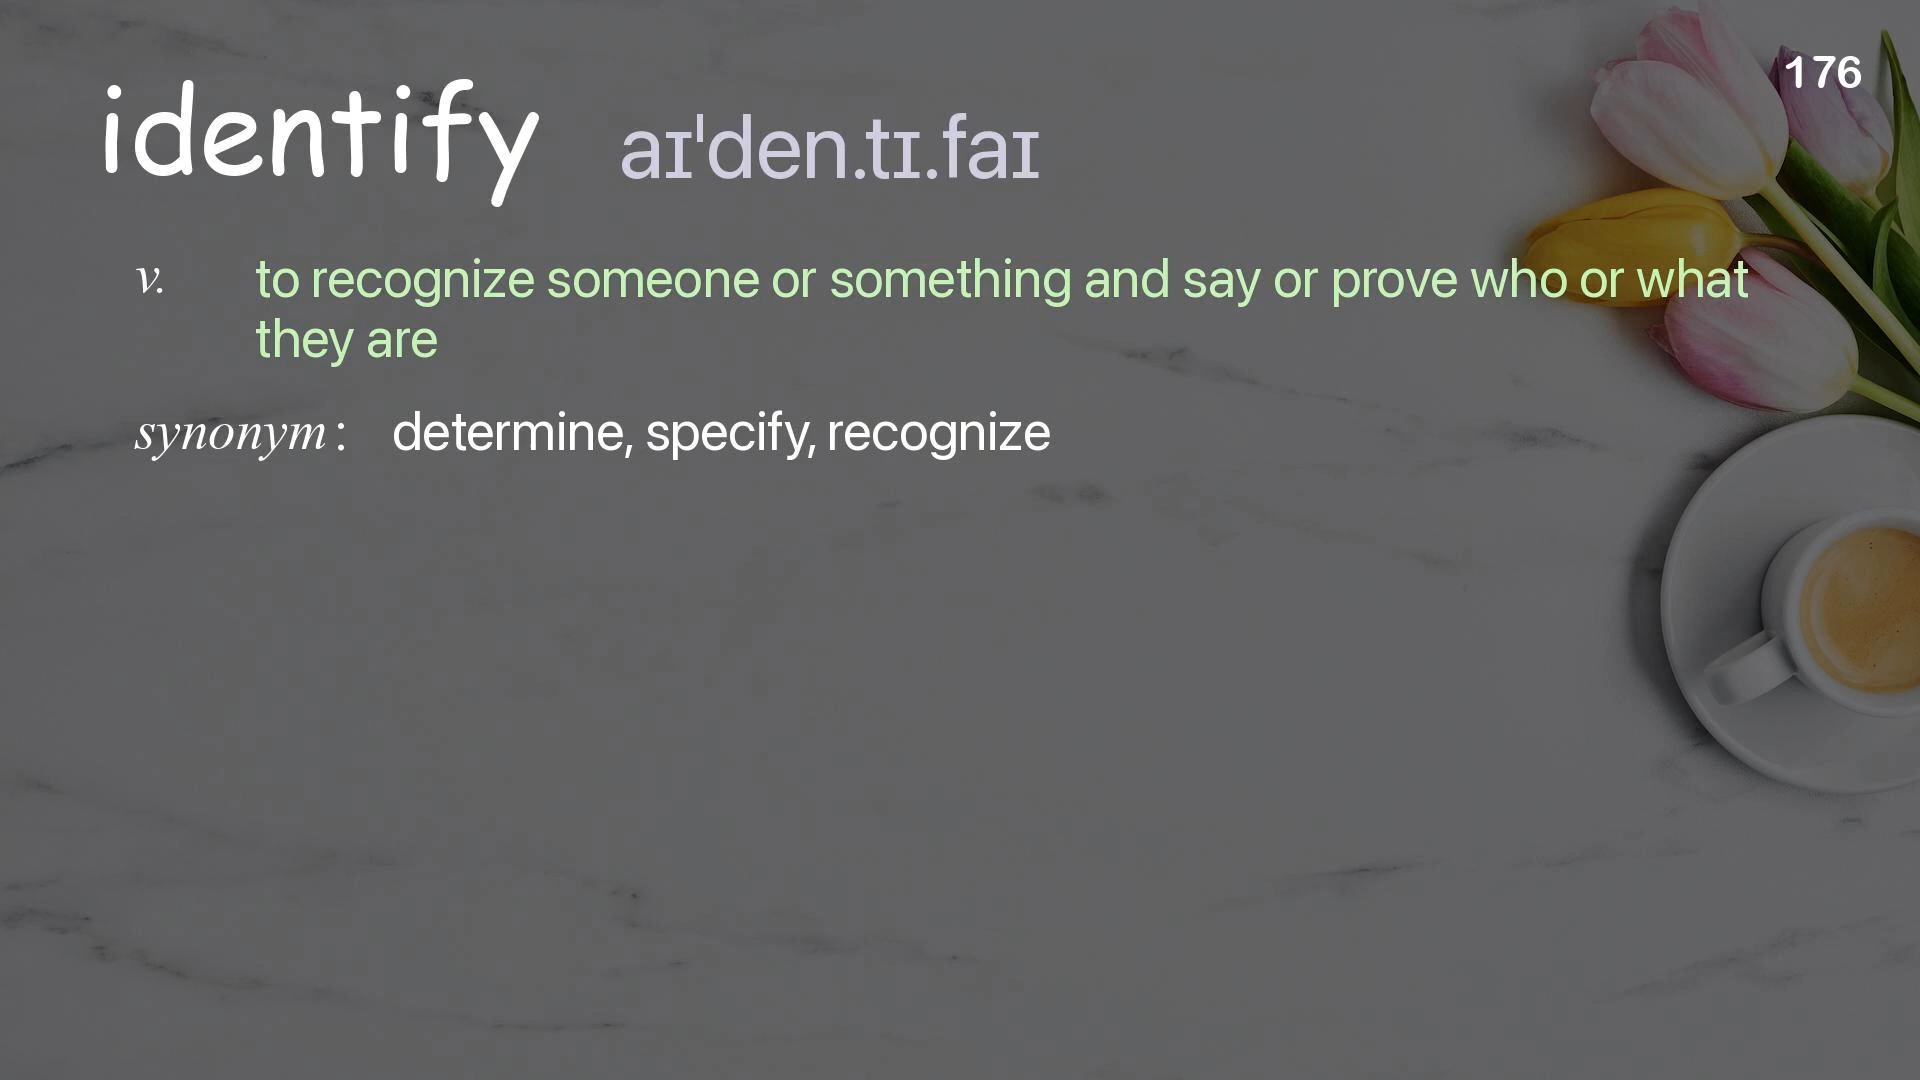 176
identify aɪˈden.tɪ.faɪ
v. to recognize someone or something and say or prove who or what
they are
synonym: determine, specify, recognize